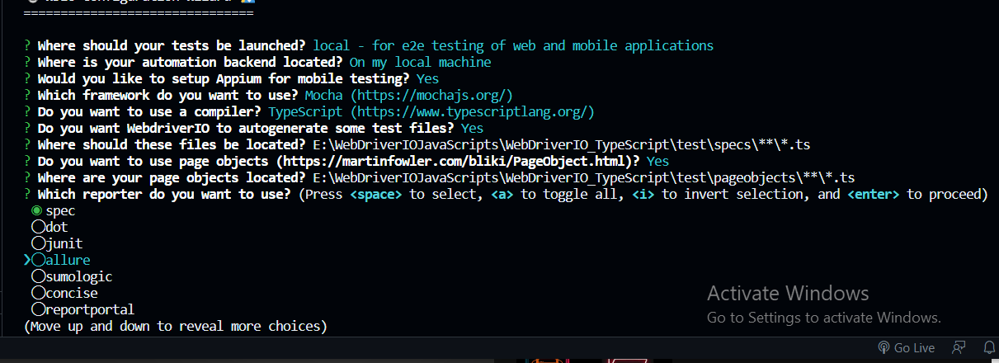 ===============================
? Where should your tests be launched? local - for e2e testing of web and mobile applications
? Where is your automation backend located? On my local machine
? Would you like to setup Appium for mobile testing? Yes
? Which framework do you want to use? Mocha (https://mochajs.org/)
? Do you want to use a compiler? TypeScript (https://www.typescriptlang.org/)
? Do you want WebdriverIO to autogenerate some test files? Yes
? Where should these files be located? E:\WebDriverIOJavaScripts\WebDriverIO_TypeScript\test\specs\**\*.ts
? Do you want to use page objects (https://martinfowler.com/bliki/PageObject.html)? Yes
? Where are your page objects located? E:\WebDriverIOJavaScripts\WebDriverIO_TypeScript\test\pageobjects\**\*.ts
? Which reporter do you want to use? (Press <space> to select, <a> to toggle all, <i> to invert selection, and <enter> to proceed)
◉ spec
◯dot
◯junit
❯◯allure
◯sumologic
◯concise
◯reportportal
(Move up and down to reveal more choices)
Activate Windows
Go to Settings to activate Windows.
Go Live